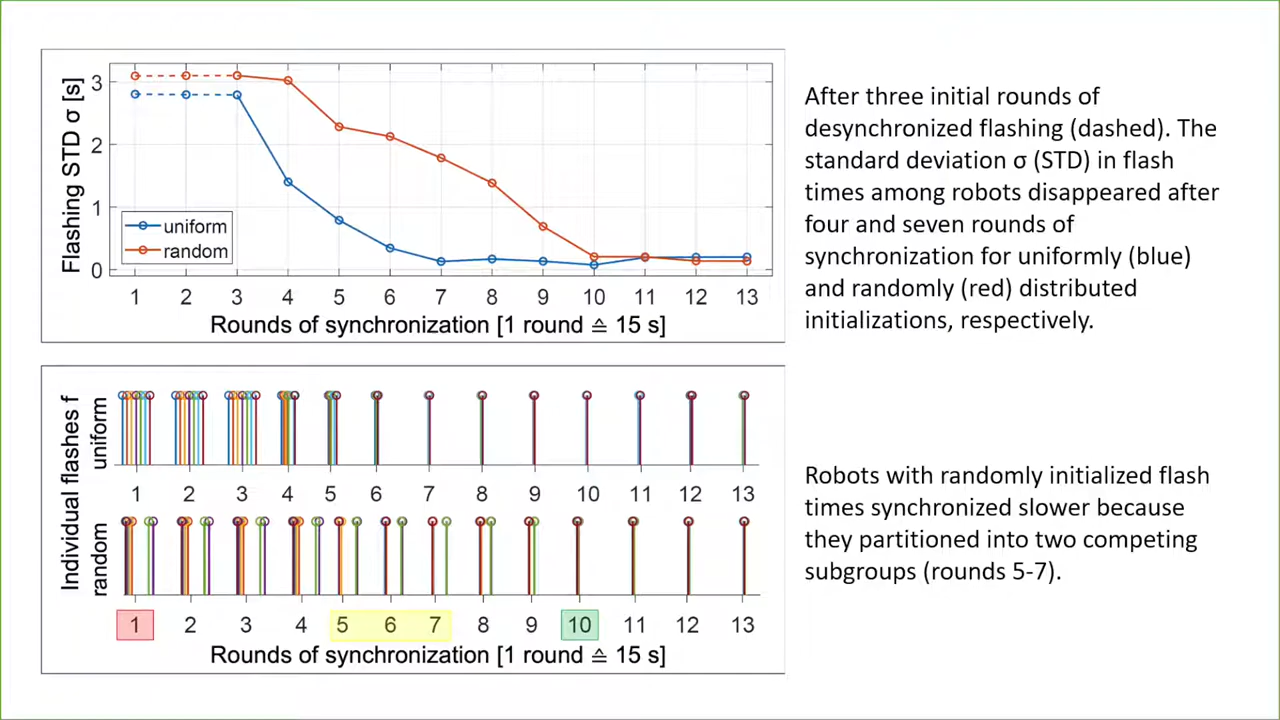 Flashing STD σ [s]
3
2
1
0
uniform
random
1 2 3 4 5 6 7 8 9 10 11 12 13
Rounds of synchronization [1 round ≙ 15 s]
After three initial rounds of
desynchronized flashing (dashed). The
standard deviation σ (STD) in flash
times among robots disappeared after
four and seven rounds of
synchronization for uniformly (blue)
and randomly (red) distributed
initializations, respectively.
Individual flashes f
uniform
1 2 3 4 5 6 7 8 9 10 11 12 13
random
1 2 3 4 5 6 7 8 9 10 11 12 13
Rounds of synchronization [1 round ≙ 15 s]
Robots with randomly initialized flash
times synchronized slower because
they partitioned into two competing
subgroups (rounds 5-7).